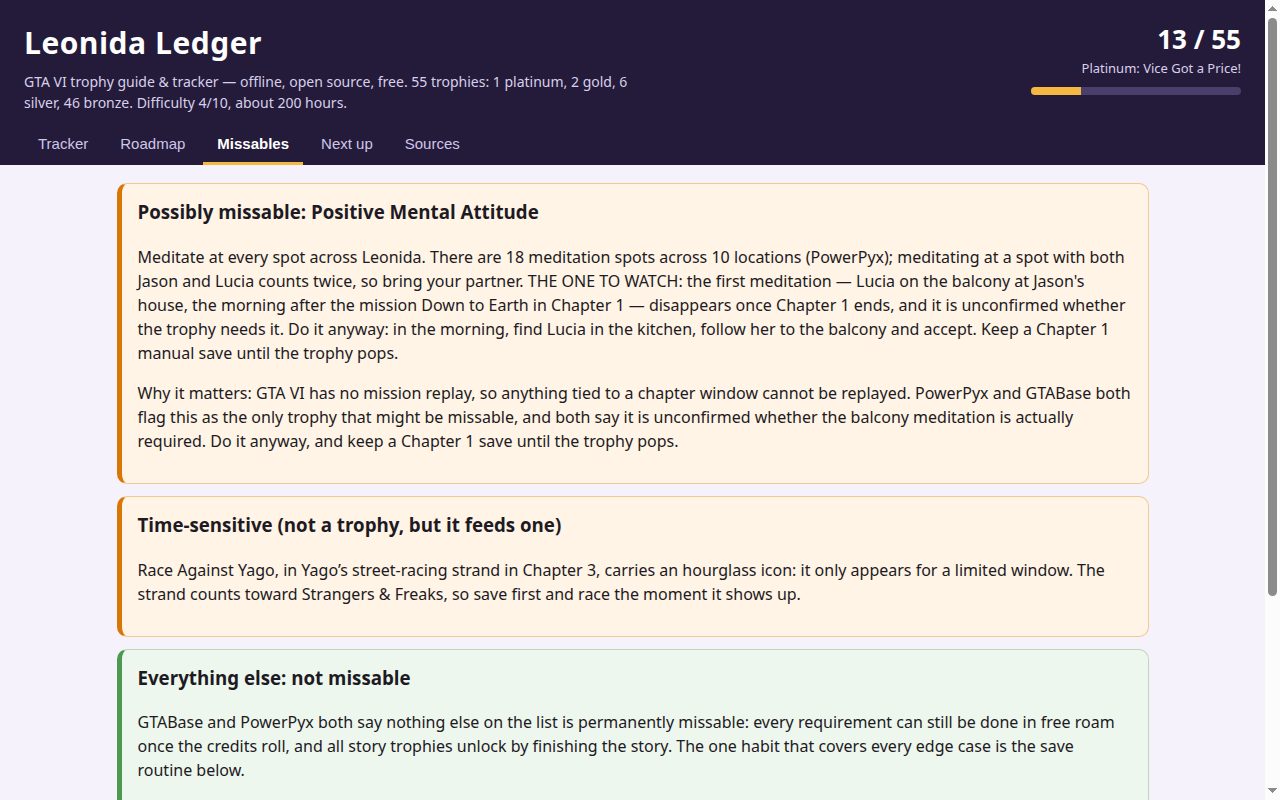 Leonida Ledger
GTA VI trophy guide & tracker — offline, open source, free. 55 trophies: 1 platinum, 2 gold, 6
silver, 46 bronze. Difficulty 4/10, about 200 hours.
13 / 55
Platinum: Vice Got a Price!
Tracker Roadmap Missables Next up Sources
Possibly missable: Positive Mental Attitude
Meditate at every spot across Leonida. There are 18 meditation spots across 10 locations (PowerPyx); meditating at a spot with both
Jason and Lucia counts twice, so bring your partner. THE ONE TO WATCH: the first meditation — Lucia on the balcony at Jason's
house, the morning after the mission Down to Earth in Chapter 1 — disappears once Chapter 1 ends, and it is unconfirmed whether
the trophy needs it. Do it anyway: in the morning, find Lucia in the kitchen, follow her to the balcony and accept. Keep a Chapter 1
manual save until the trophy pops.
Why it matters: GTA VI has no mission replay, so anything tied to a chapter window cannot be replayed. PowerPyx and GTABase both
flag this as the only trophy that might be missable, and both say it is unconfirmed whether the balcony meditation is actually
required. Do it anyway, and keep a Chapter 1 save until the trophy pops.
Time-sensitive (not a trophy, but it feeds one)
Race Against Yago, in Yago’s street-racing strand in Chapter 3, carries an hourglass icon: it only appears for a limited window. The
strand counts toward Strangers & Freaks, so save first and race the moment it shows up.
Everything else: not missable
GTABase and PowerPyx both say nothing else on the list is permanently missable: every requirement can still be done in free roam
once the credits roll, and all story trophies unlock by finishing the story. The one habit that covers every edge case is the save
routine below.